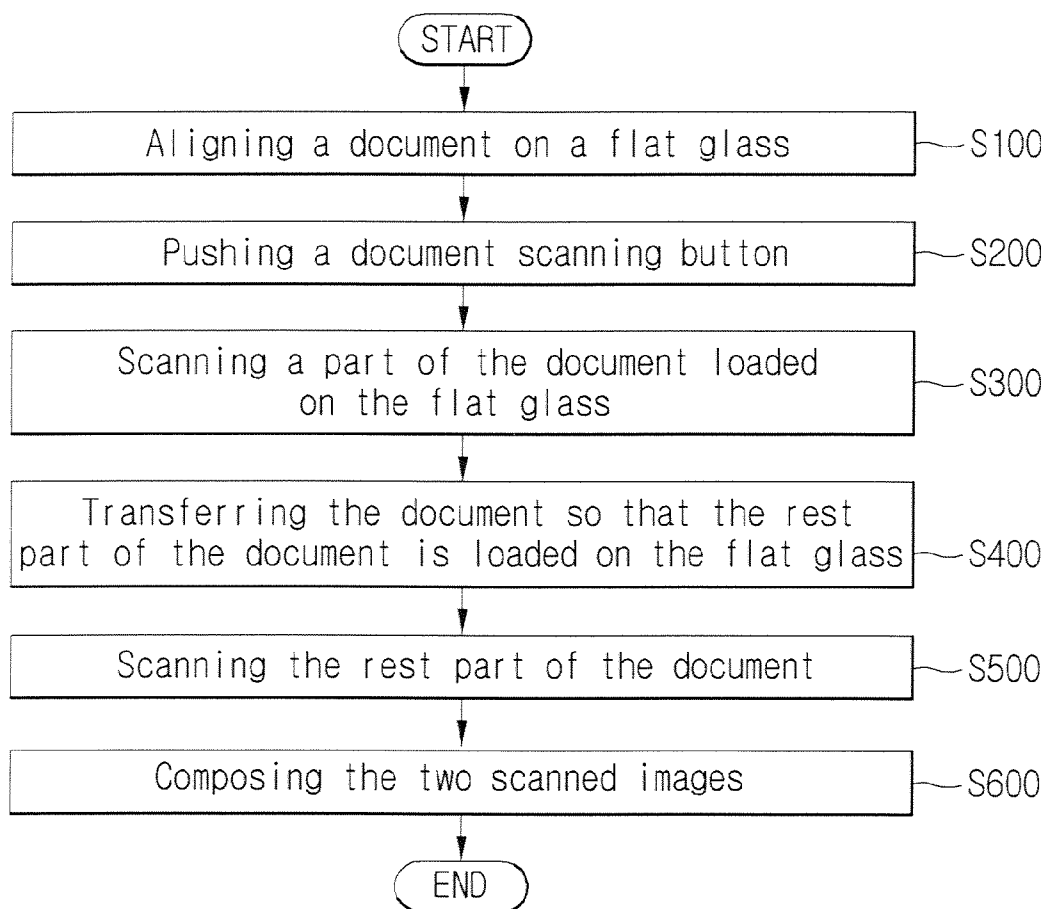 START
Aligning a document on a flat glass
S100
Pushing a document scanning button
S200
Scanning a part of the document loaded
on the flat glass
S300
Transferring the document so that the rest
part of the document is loaded on the flat glass
S400
Scanning the rest part of the document
S500
Composing the two scanned images
S600
END